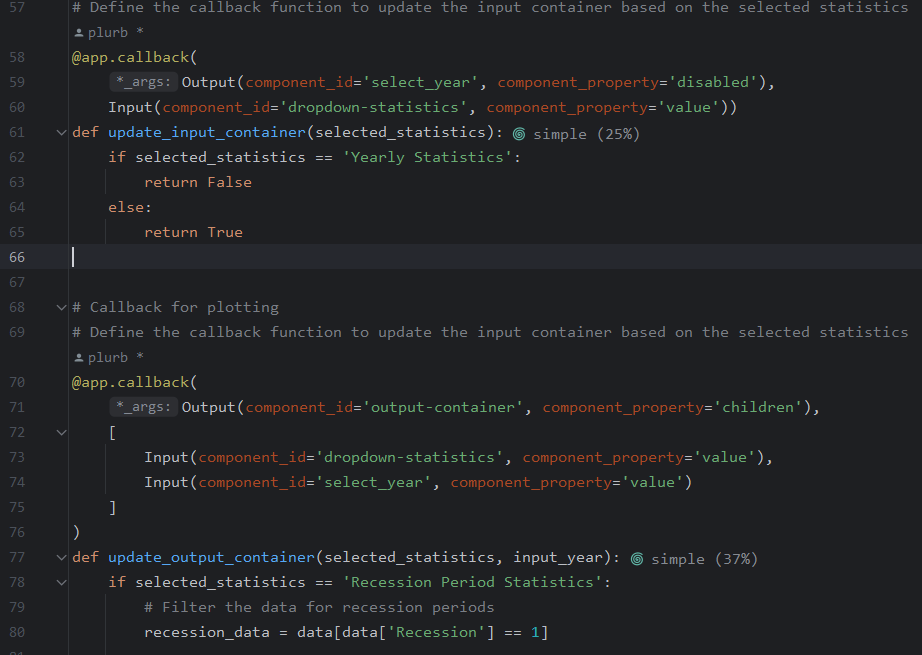 57 # Define the callback function to update the input container based on the selected statistics
plurb *
58 @app.callback(
59     *_args: Output(component_id='select_year', component_property='disabled'),
60     Input(component_id='dropdown-statistics', component_property='value'))
61 def update_input_container(selected_statistics): simple (25%)
62     if selected_statistics == 'Yearly Statistics':
63         return False
64     else:
65         return True
66
67
68 # Callback for plotting
69 # Define the callback function to update the input container based on the selected statistics
plurb *
70 @app.callback(
71     *_args: Output(component_id='output-container', component_property='children'),
72     [
73         Input(component_id='dropdown-statistics', component_property='value'),
74         Input(component_id='select_year', component_property='value')
75     ]
76 )
77 def update_output_container(selected_statistics, input_year): simple (37%)
78     if selected_statistics == 'Recession Period Statistics':
79         # Filter the data for recession periods
80         recession_data = data[data['Recession'] == 1]